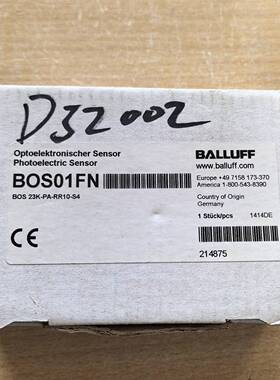 D32002
Optoelektronischer Sensor
Photoelectric Sensor
BALLUFF
www.balluff.com
BOS01FN
Europe +49 7158 173-370
America 1-800-543-8390
BOS 23K-PA-RR10-S4
Country of Origin
Germany
CE
1 Stück/pcs 1414DE
214875